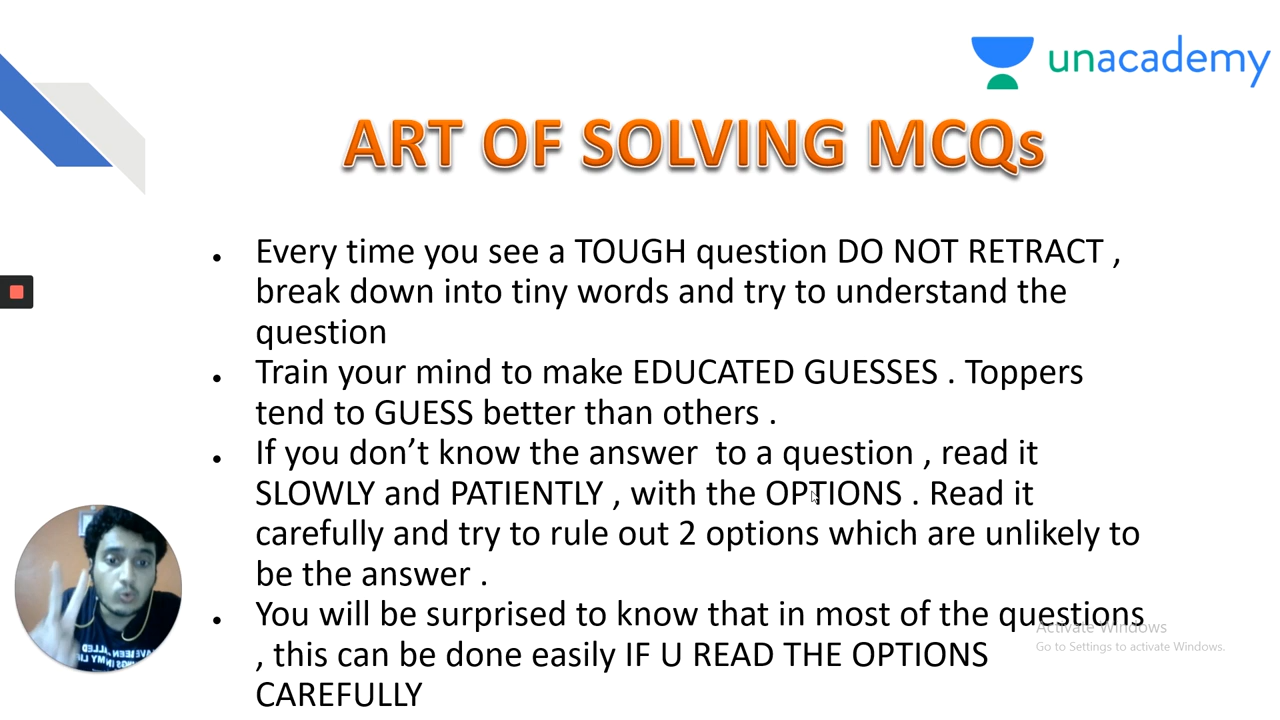 unacademy
ART OF SOLVING MCQs
• Every time you see a TOUGH question DO NOT RETRACT ,
break down into tiny words and try to understand the
question
• Train your mind to make EDUCATED GUESSES . Toppers
tend to GUESS better than others .
• If you don’t know the answer  to a question , read it
SLOWLY and PATIENTLY , with the OPTIONS . Read it
carefully and try to rule out 2 options which are unlikely to
be the answer .
• You will be surprised to know that in most of the questions
, this can be done easily IF U READ THE OPTIONS
CAREFULLY
Activate Windows
Go to Settings to activate Windows.